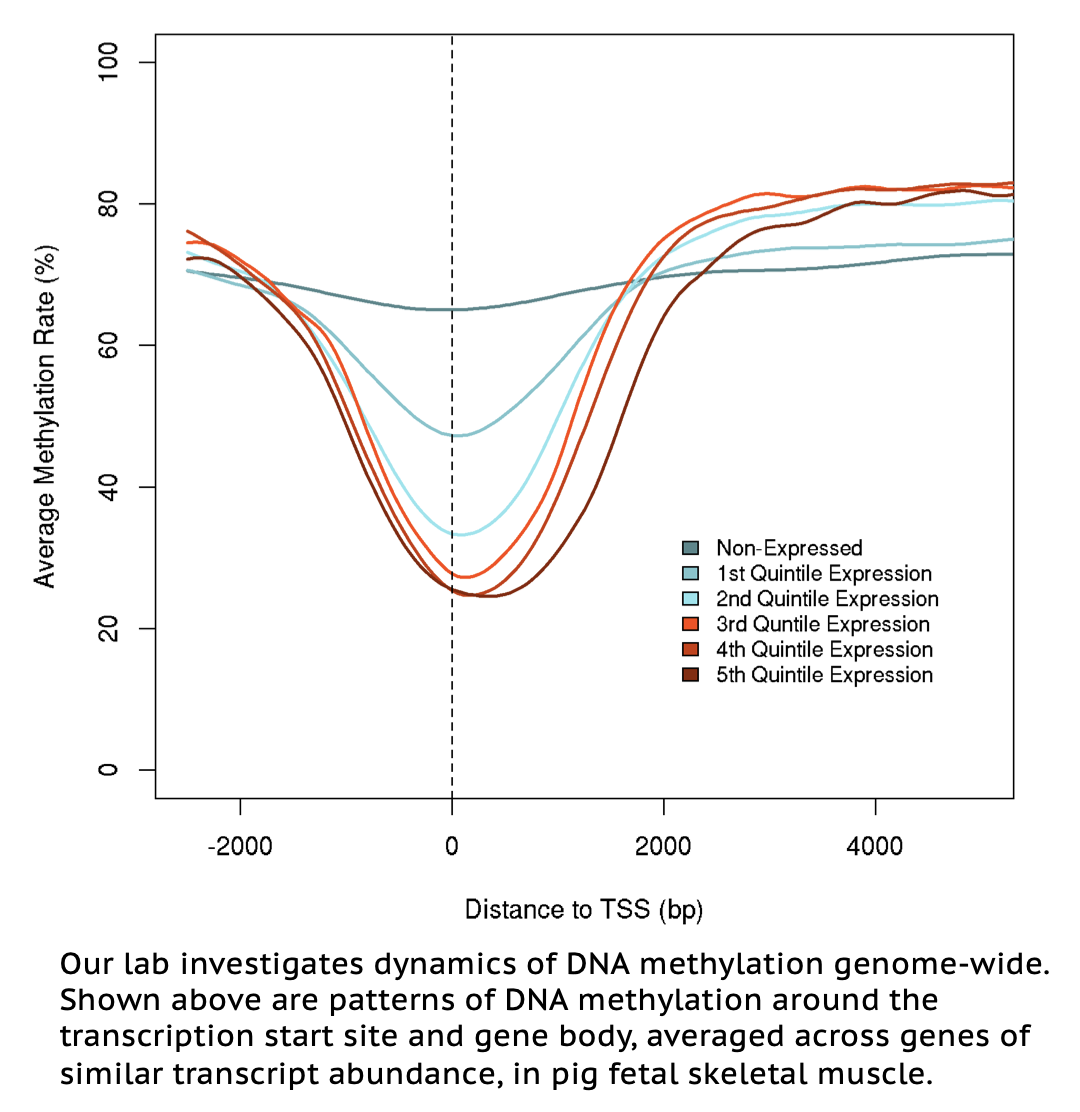 100
80
60
40
20
0
Average Methylation Rate (%)
-2000 0 2000 4000
Distance to TSS (bp)
Non-Expressed
1st Quintile Expression
2nd Quintile Expression
3rd Quntile Expression
4th Quintile Expression
5th Quintile Expression
Our lab investigates dynamics of DNA methylation genome-wide.
Shown above are patterns of DNA methylation around the
transcription start site and gene body, averaged across genes of
similar transcript abundance, in pig fetal skeletal muscle.